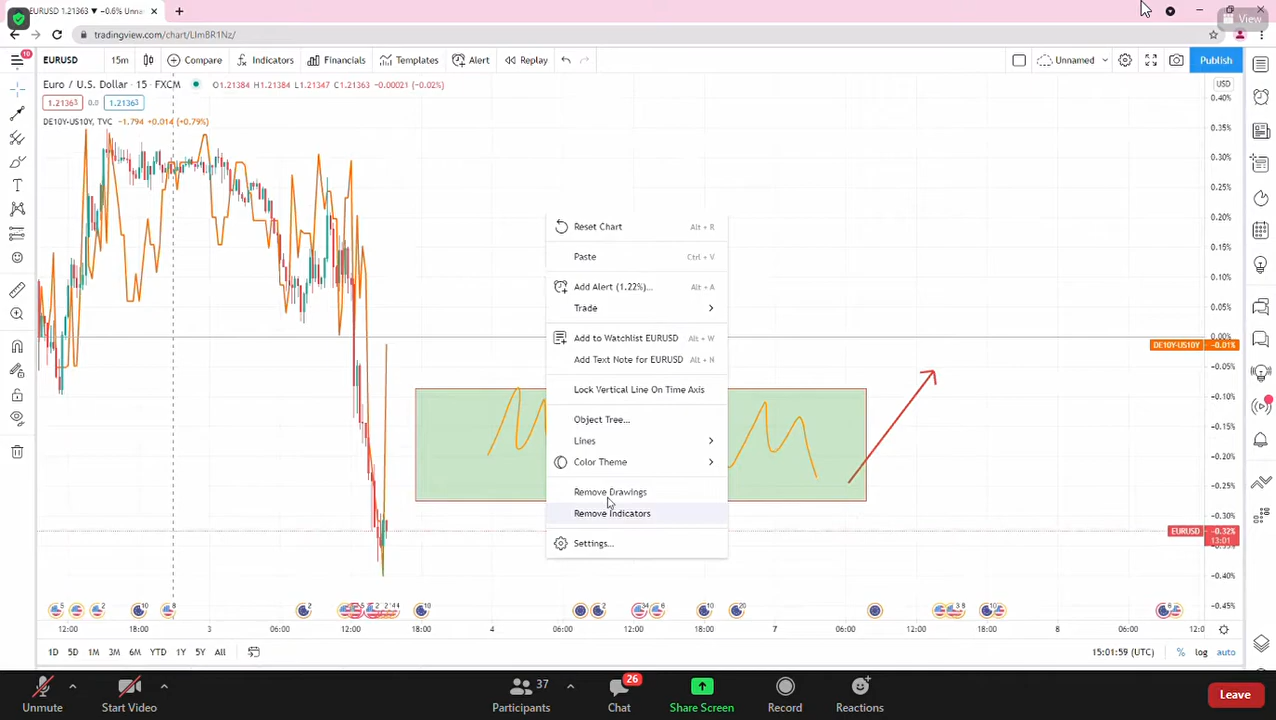 EURUSD 1.21363 ▼ −0.6% Unna
View
tradingview.com/chart/LImBR1Nz/
10
EURUSD 15m Compare Indicators Financials Templates Alert Replay Unnamed Publish
Euro / U.S. Dollar · 15 · FXCM O1.21384 H1.21384 L1.21347 C1.21363 −0.00021 (−0.02%)
USD
1.21363 0.0 1.21363
DE10Y-US10Y, TVC −1.794 +0.014 (+0.79%)
0.40%
0.35%
0.30%
0.25%
0.20%
0.15%
0.10%
0.05%
0.00%
DE10Y-US10Y −0.01%
−0.05%
−0.10%
−0.15%
−0.20%
−0.25%
−0.30%
EURUSD −0.32%
13:01
−0.40%
−0.45%
Reset Chart Alt + R
Paste Ctrl + V
Add Alert (1.22%)... Alt + A
Trade
Add to Watchlist EURUSD Alt + W
Add Text Note for EURUSD Alt + N
Lock Vertical Line On Time Axis
Object Tree...
Lines
Color Theme
Remove Drawings
Remove Indicators
Settings...
12:00 18:00 3 06:00 12:00 18:00 4 06:00 12:00 18:00 7 06:00 12:00 18:00 8 06:00 12:0
1D 5D 1M 3M 6M YTD 1Y 5Y All 15:01:59 (UTC) % log auto
37 26
Unmute Start Video Participants Chat Share Screen Record Reactions Leave